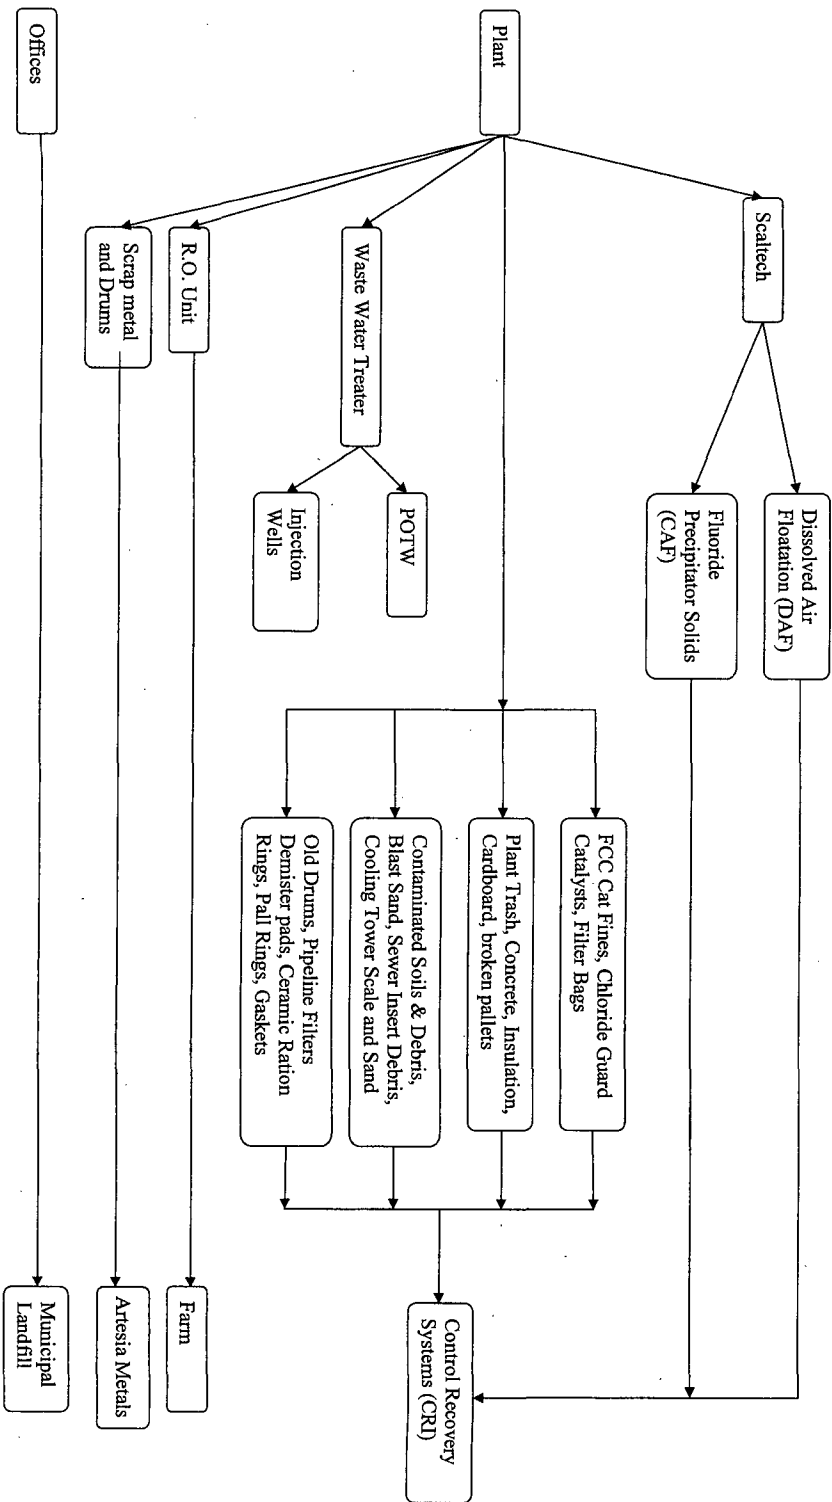 Scaltech
Dissolved Air
Floatation (DAF)
Fluoride
Precipitator Solids
(CAF)
Plant
FCC Cat Fines, Chloride Guard
Catalysts, Filter Bags
Plant Trash, Concrete, Insulation,
Cardboard, broken pallets
Control Recovery
Systems (CRI)
Contaminated Soils & Debris,
Blast Sand, Sewer Insert Debris,
Cooling Tower Scale and Sand
Old Drums, Pipeline Filters
Demister pads, Ceramic Ration
Rings, Pall Rings, Gaskets
Waste Water Treater
POTW
Injection
Wells
R.O. Unit
Farm
Scrap metal
and Drums
Artesia Metals
Offices
Municipal
Landfill